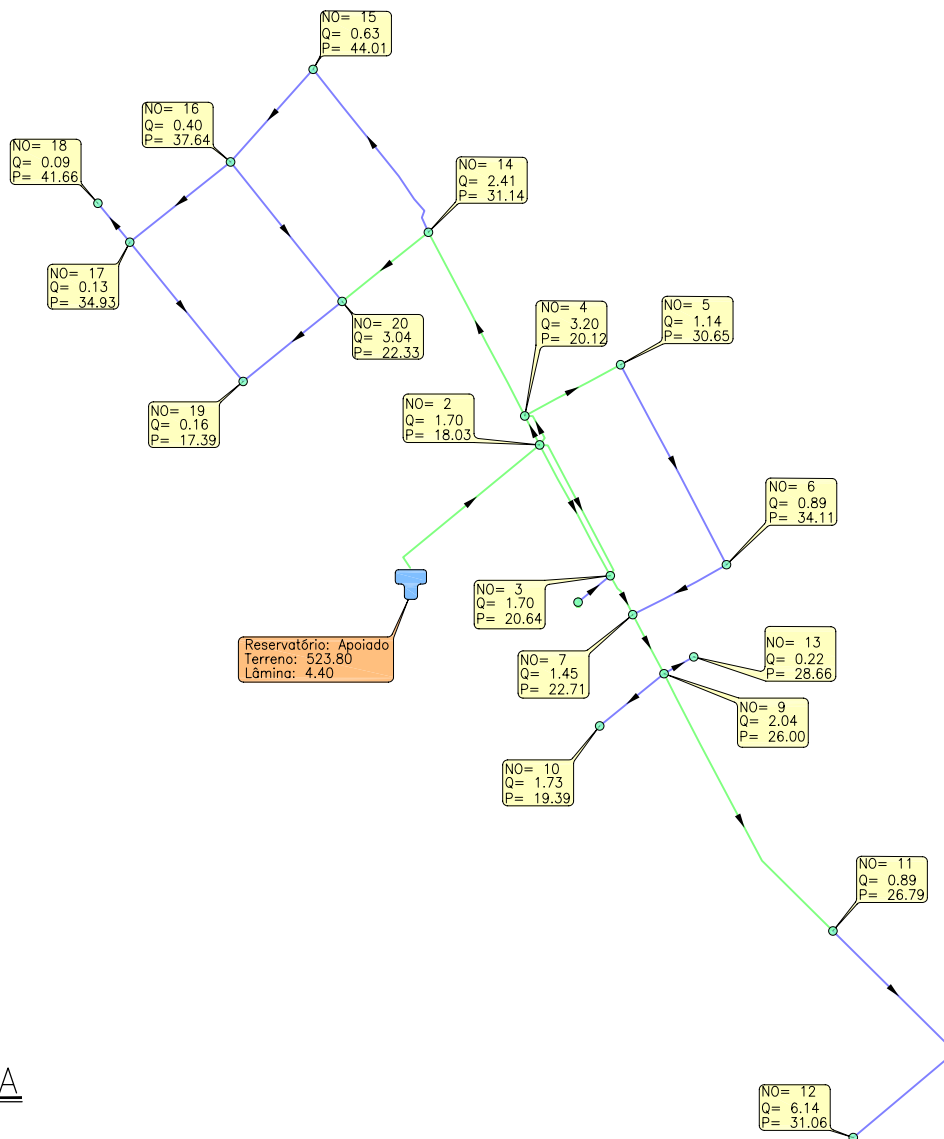 NO= 15
Q= 0.63
P= 44.01
NO= 16
Q= 0.40
P= 37.64
NO= 18
Q= 0.09
P= 41.66
NO= 14
Q= 2.41
P= 31.14
NO= 17
Q= 0.13
P= 34.93
NO= 4
Q= 3.20
P= 20.12
NO= 5
Q= 1.14
P= 30.65
NO= 20
Q= 3.04
P= 22.33
NO= 19
Q= 0.16
P= 17.39
NO= 2
Q= 1.70
P= 18.03
NO= 6
Q= 0.89
P= 34.11
NO= 3
Q= 1.70
P= 20.64
Reservatório: Apoiado
Terreno: 523.80
Lâmina: 4.40
NO= 13
Q= 0.22
P= 28.66
NO= 7
Q= 1.45
P= 22.71
NO= 9
Q= 2.04
P= 26.00
NO= 10
Q= 1.73
P= 19.39
NO= 11
Q= 0.89
P= 26.79
A
NO= 12
Q= 6.14
P= 31.06